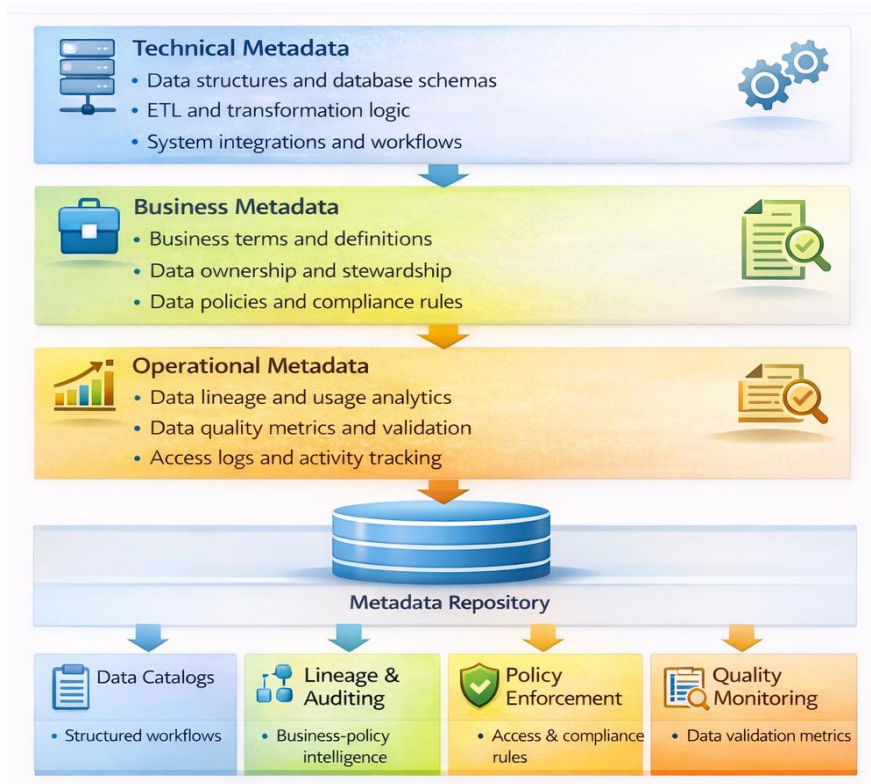 Technical Metadata
• Data structures and database schemas
• ETL and transformation logic
• System integrations and workflows
Business Metadata
• Business terms and definitions
• Data ownership and stewardship
• Data policies and compliance rules
Operational Metadata
• Data lineage and usage analytics
• Data quality metrics and validation
• Access logs and activity tracking
Metadata Repository
Data Catalogs
• Structured workflows
Lineage &
Auditing
• Business-policy
intelligence
Policy
Enforcement
• Access & compliance
rules
Quality
Monitoring
• Data validation metrics